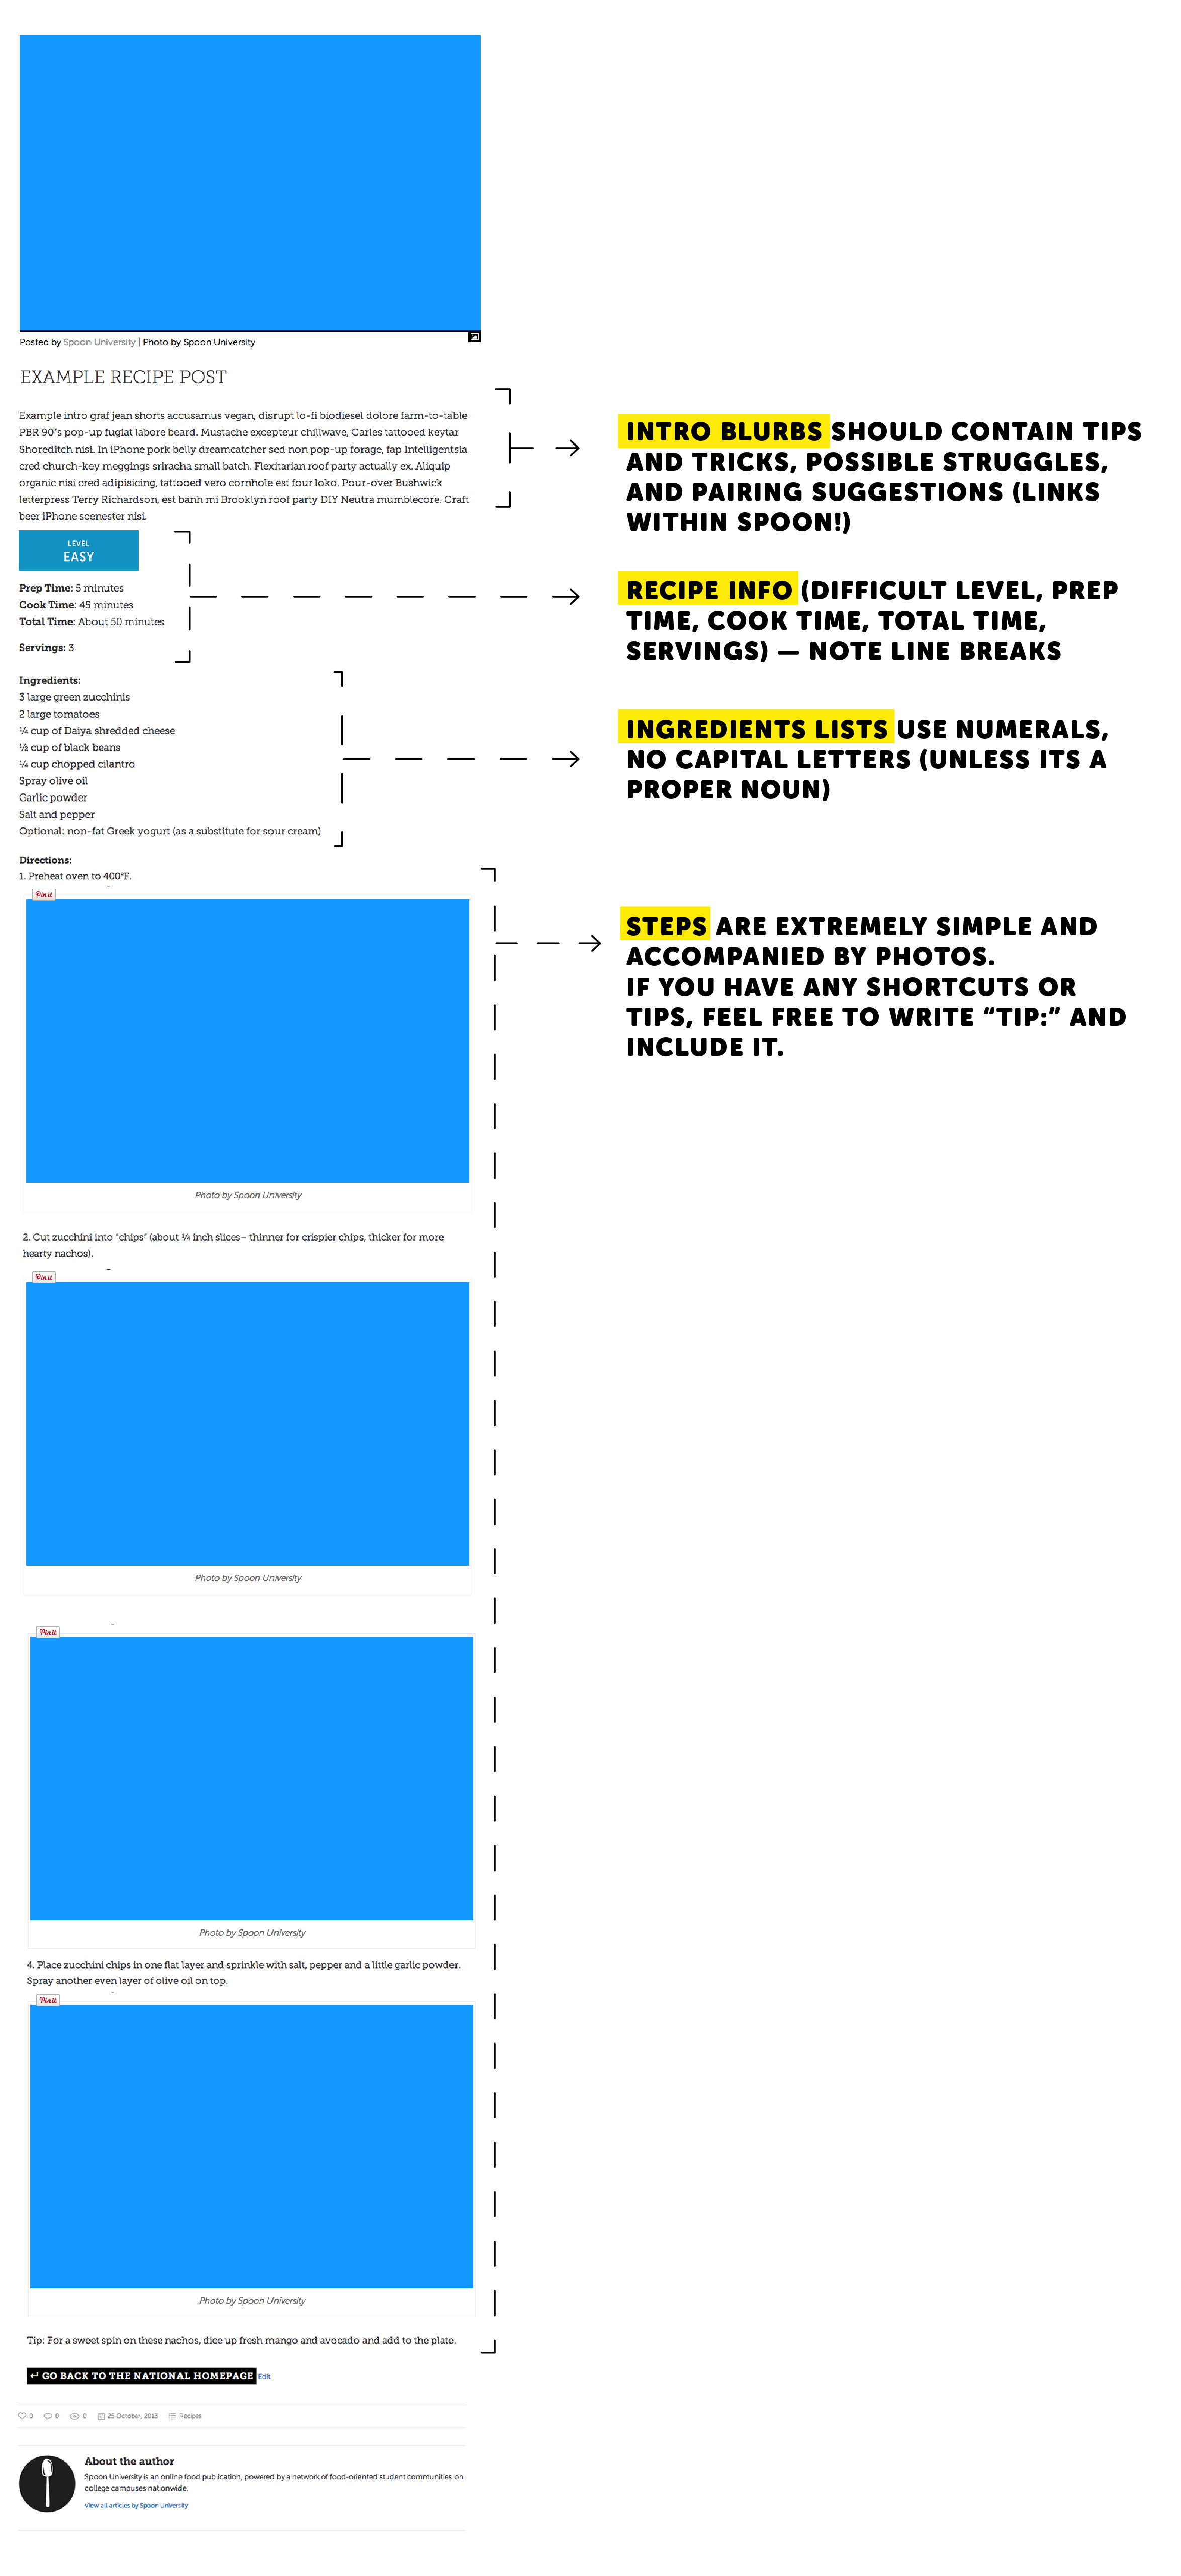 Posted by Spoon University | Photo by Spoon University
EXAMPLE RECIPE POST
Example intro graf jean shorts accusamus vegan, disrupt lo-fi biodiesel dolore farm-to-table
PBR 90's pop-up fugiat labore beard. Mustache excepteur chillwave, Carles tattooed keytar
Shoreditch nisi. In iPhone pork belly dreamcatcher sed non pop-up forage, fap Intelligentsia
cred church-key meggings sriracha small batch. Flexitarian roof party actually ex. Aliquip
organic nisi cred adipisicing, tattooed vero cornhole est four loko. Pour-over Bushwick
letterpress Terry Richardson, est banh mi Brooklyn roof party DIY Neutra mumblecore. Craft
beer iPhone scenester nisi.
INTRO BLURBS SHOULD CONTAIN TIPS
AND TRICKS, POSSIBLE STRUGGLES,
AND PAIRING SUGGESTIONS (LINKS
WITHIN SPOON!)
LEVEL
EASY
Prep Time: 5 minutes
Cook Time: 45 minutes
Total Time: About 50 minutes
Servings: 3
RECIPE INFO (DIFFICULT LEVEL, PREP
TIME, COOK TIME, TOTAL TIME,
SERVINGS) — NOTE LINE BREAKS
Ingredients:
3 large green zucchinis
2 large tomatoes
¼ cup of Daiya shredded cheese
½ cup of black beans
¼ cup chopped cilantro
Spray olive oil
Garlic powder
Salt and pepper
Optional: non-fat Greek yogurt (as a substitute for sour cream)
INGREDIENTS LISTS USE NUMERALS,
NO CAPITAL LETTERS (UNLESS ITS A
PROPER NOUN)
Directions:
1. Preheat oven to 400°F.
Pin it
Photo by Spoon University
STEPS ARE EXTREMELY SIMPLE AND
ACCOMPANIED BY PHOTOS.
IF YOU HAVE ANY SHORTCUTS OR
TIPS, FEEL FREE TO WRITE “TIP:” AND
INCLUDE IT.
2. Cut zucchini into “chips” (about ¼ inch slices– thinner for crispier chips, thicker for more
hearty nachos).
Pin it
Photo by Spoon University
Pin it
Photo by Spoon University
4. Place zucchini chips in one flat layer and sprinkle with salt, pepper and a little garlic powder.
Spray another even layer of olive oil on top.
Pin it
Photo by Spoon University
Tip: For a sweet spin on these nachos, dice up fresh mango and avocado and add to the plate.
↵ GO BACK TO THE NATIONAL HOMEPAGE Edit
0 0 0 25 October, 2013 Recipes
About the author
Spoon University is an online food publication, powered by a network of food-oriented student communities on
college campuses nationwide.
View all articles by Spoon University